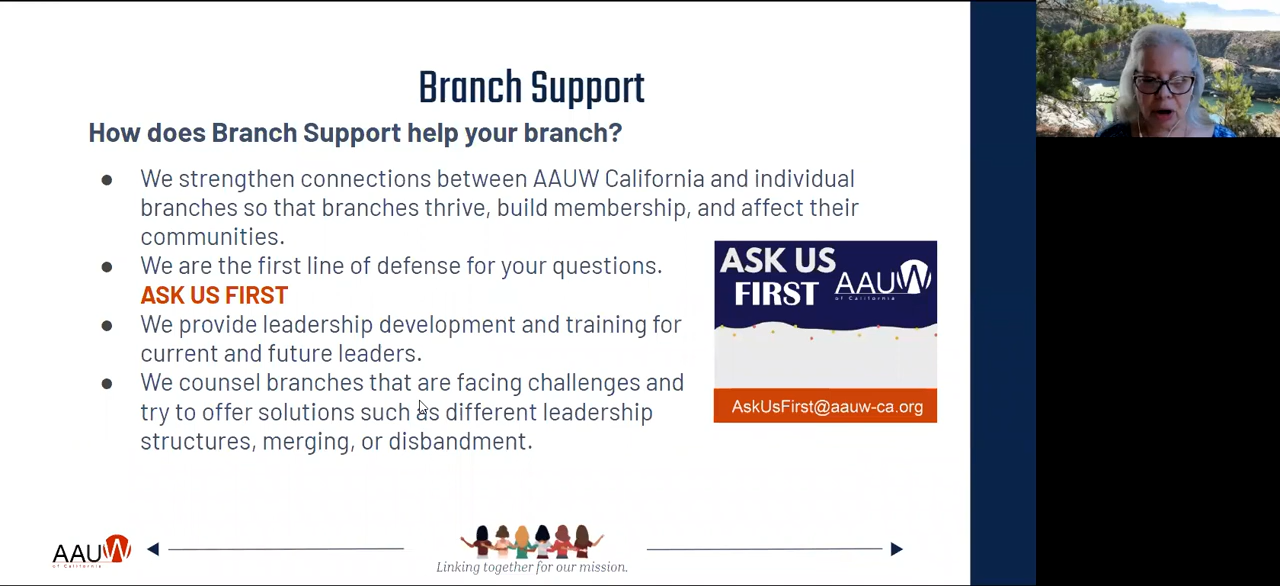 Branch Support
How does Branch Support help your branch?
● We strengthen connections between AAUW California and individual
branches so that branches thrive, build membership, and affect their
communities.
● We are the first line of defense for your questions.
ASK US FIRST
● We provide leadership development and training for
current and future leaders.
● We counsel branches that are facing challenges and
try to offer solutions such as different leadership
structures, merging, or disbandment.
ASK US
FIRST
AAUW
of California
AskUsFirst@aauw-ca.org
AAUW
of California
Linking together for our mission.